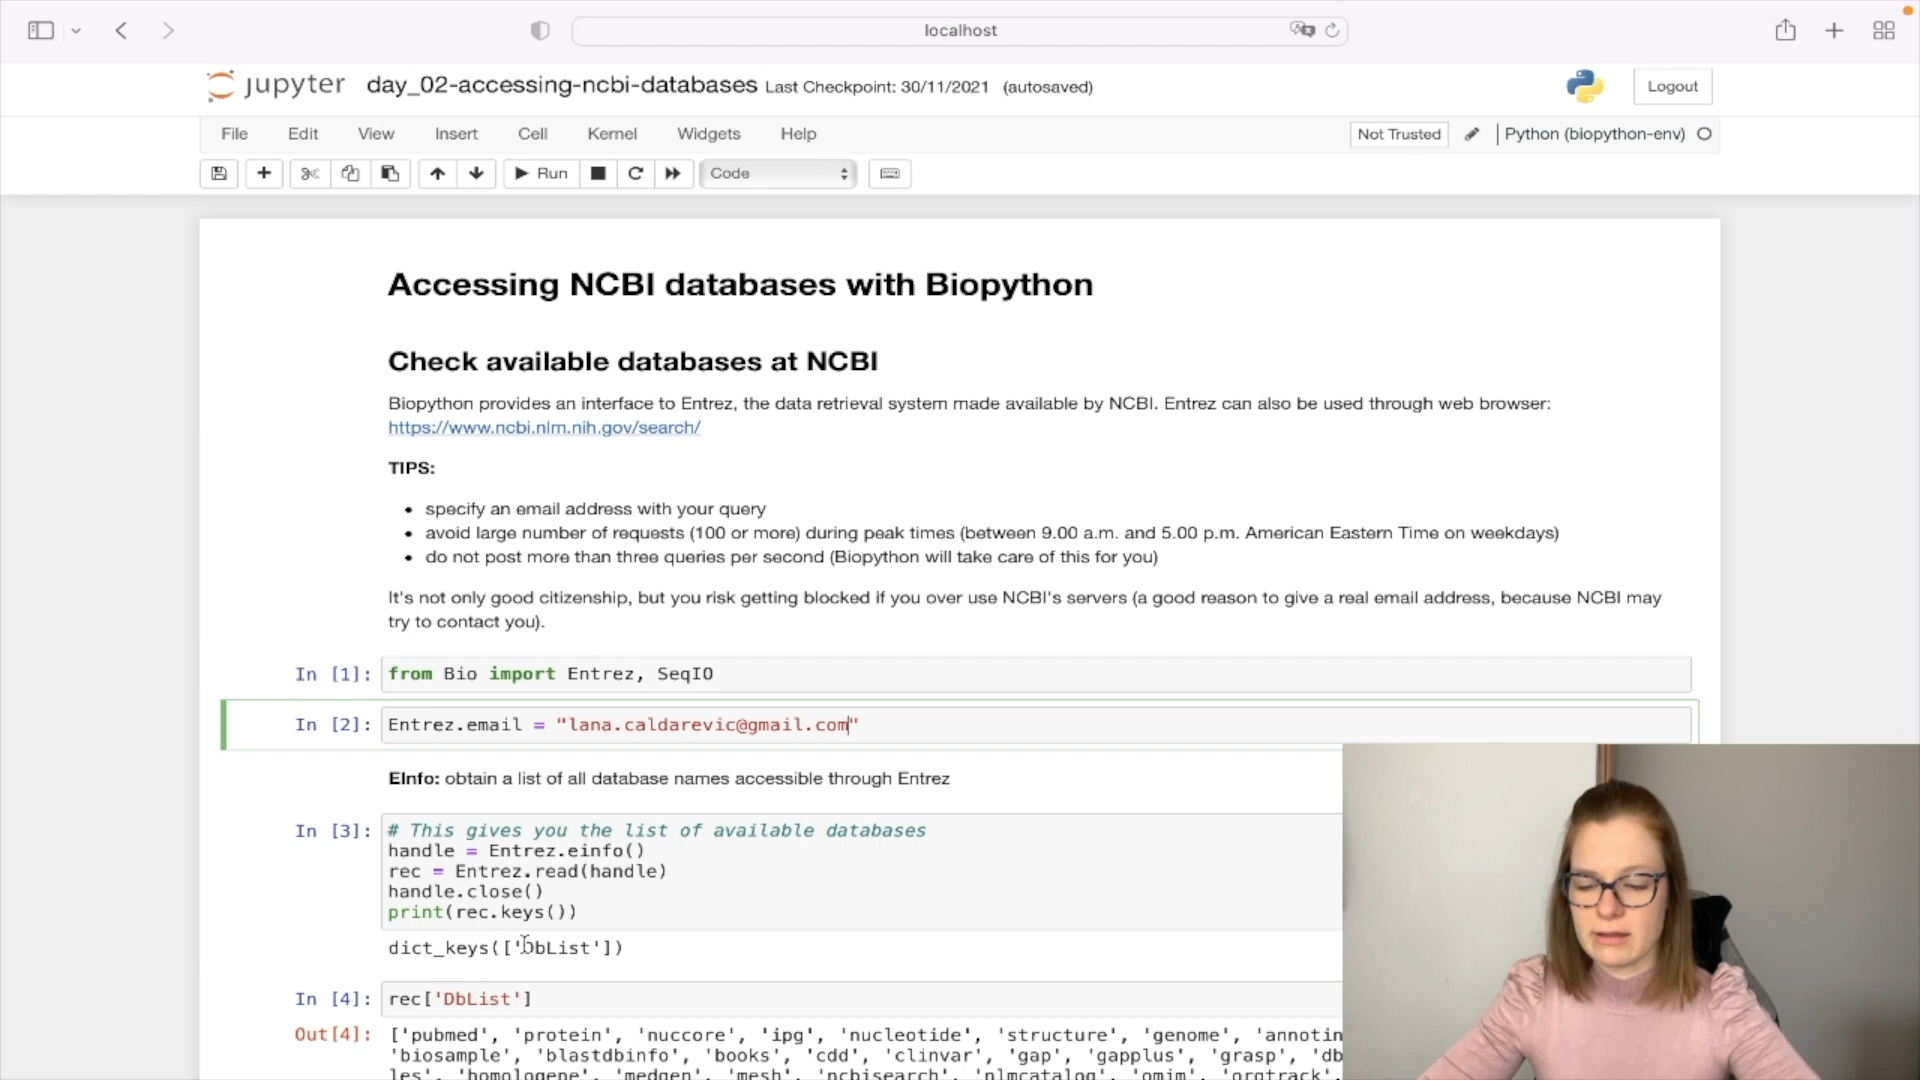 localhost
jupyter day_02-accessing-ncbi-databases Last Checkpoint: 30/11/2021 (autosaved)
Logout
File Edit View Insert Cell Kernel Widgets Help
Not Trusted
Python (biopython-env)
Run
Code
Accessing NCBI databases with Biopython
Check available databases at NCBI
Biopython provides an interface to Entrez, the data retrieval system made available by NCBI. Entrez can also be used through web browser:
https://www.ncbi.nlm.nih.gov/search/
TIPS:
• specify an email address with your query
• avoid large number of requests (100 or more) during peak times (between 9.00 a.m. and 5.00 p.m. American Eastern Time on weekdays)
• do not post more than three queries per second (Biopython will take care of this for you)
It's not only good citizenship, but you risk getting blocked if you over use NCBI's servers (a good reason to give a real email address, because NCBI may
try to contact you).
In [1]: from Bio import Entrez, SeqIO
In [2]: Entrez.email = "lana.caldarevic@gmail.com"
EInfo: obtain a list of all database names accessible through Entrez
In [3]: # This gives you the list of available databases
handle = Entrez.einfo()
rec = Entrez.read(handle)
handle.close()
print(rec.keys())
dict_keys(['DbList'])
In [4]: rec['DbList']
Out[4]: ['pubmed', 'protein', 'nuccore', 'ipg', 'nucleotide', 'structure', 'genome', 'annotin
'biosample', 'blastdbinfo', 'books', 'cdd', 'clinvar', 'gap', 'gapplus', 'grasp', 'db
les', 'homologene', 'medgen', 'mesh', 'ncbisearch', 'nlmcatalog', 'omim', 'orgtrack',